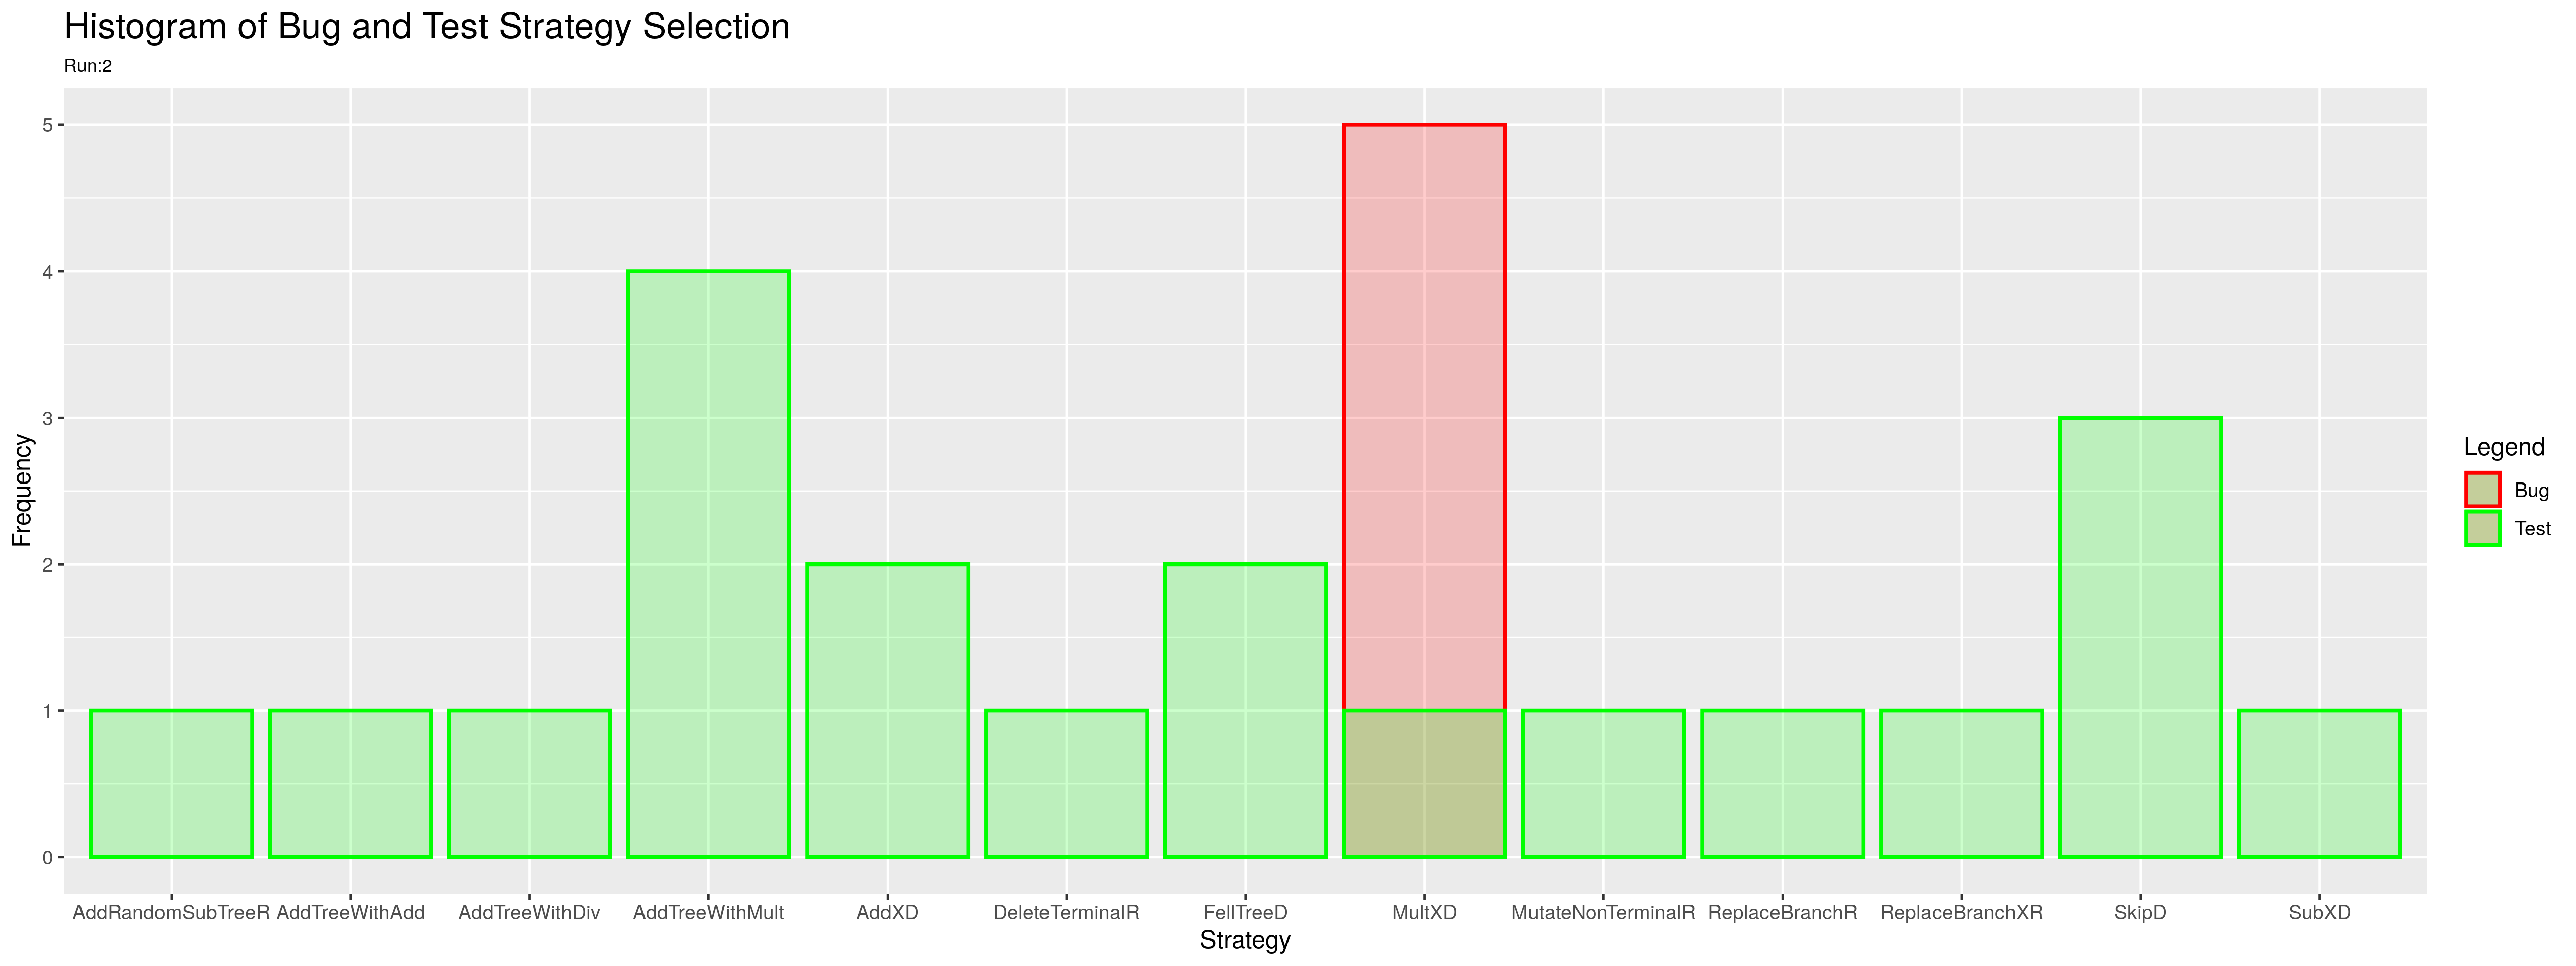 Histogram of Bug and Test Strategy Selection
Run:2
Frequency
5
4
3
2
1
0
AddRandomSubTreeR AddTreeWithAdd AddTreeWithDiv AddTreeWithMult AddXD DeleteTerminalR FellTreeD MultXD MutateNonTerminalR ReplaceBranchR ReplaceBranchXR SkipD SubXD
Strategy
Legend
Bug
Test